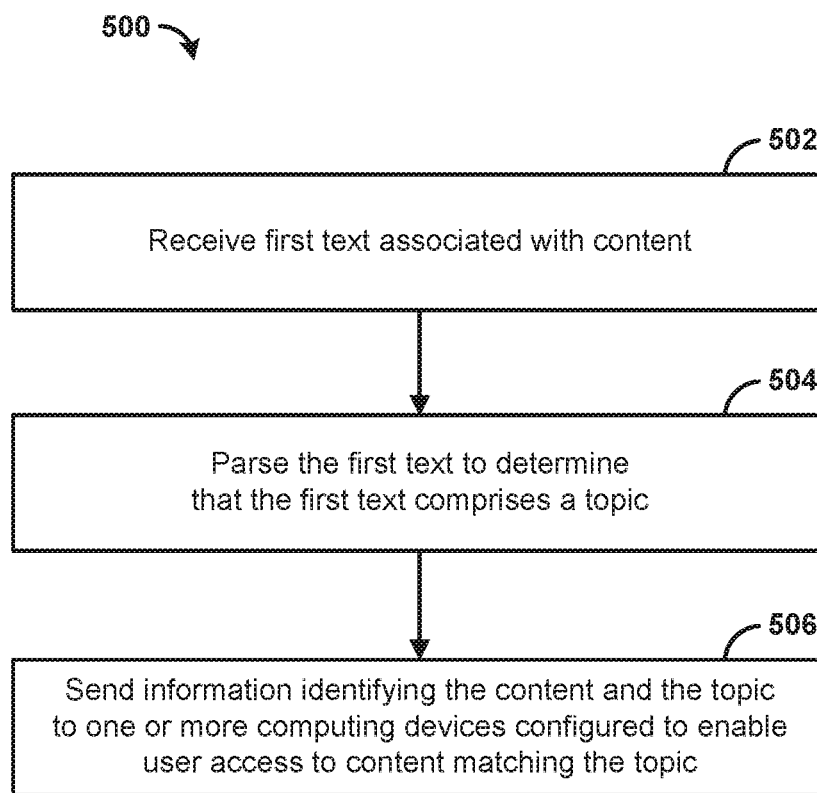 500
502
Receive first text associated with content
504
Parse the first text to determine
that the first text comprises a topic
506
Send information identifying the content and the topic
to one or more computing devices configured to enable
user access to content matching the topic